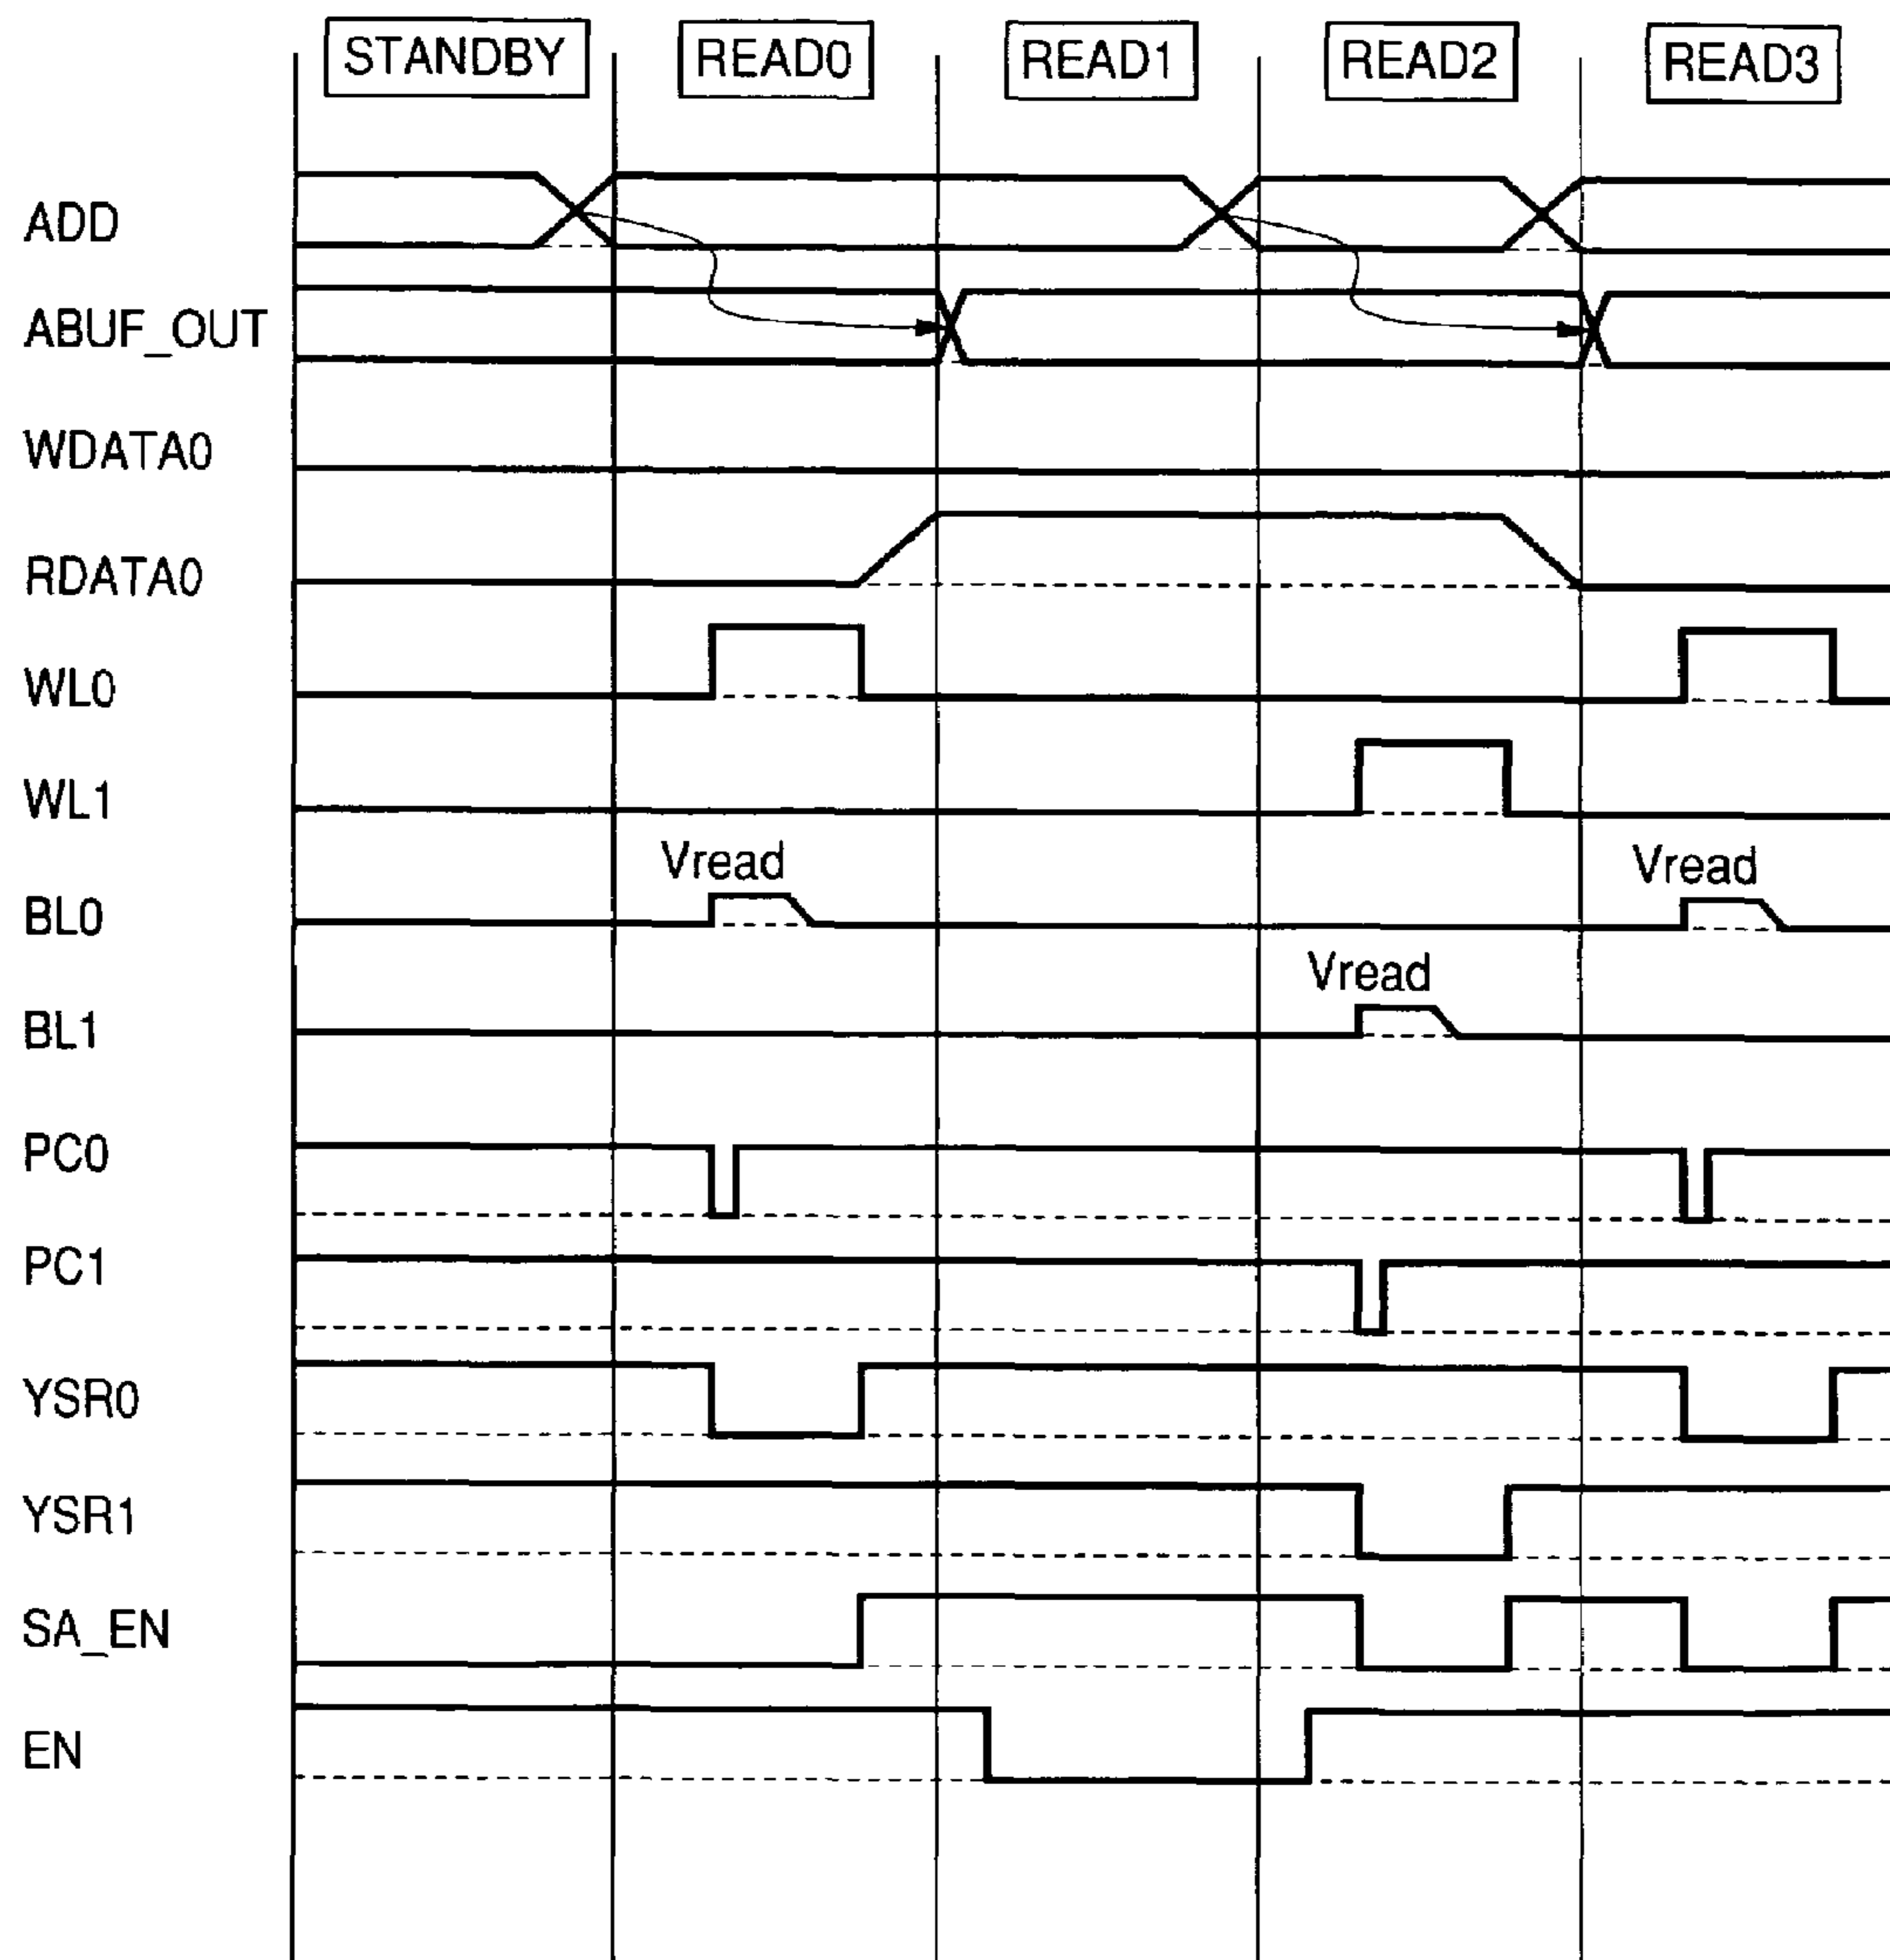 STANDBY READ0 READ1 READ2 READ3
ADD
ABUF_OUT
WDATA0
RDATA0
WL0
WL1
Vread Vread
BL0
Vread
BL1
PC0
PC1
YSR0
YSR1
SA_EN
EN